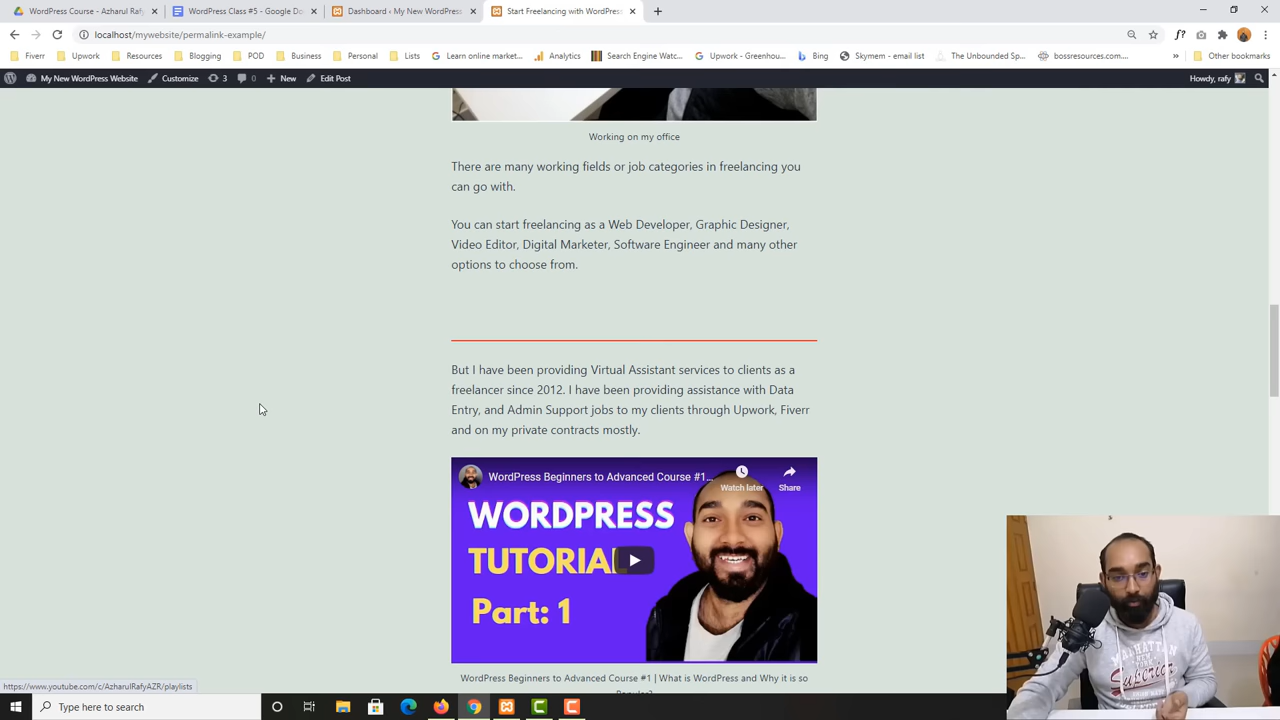 WordPress Course - Azharul Rafy
WordPress Class #5 - Google Do
Dashboard ‹ My New WordPress
Start Freelancing with WordPress
localhost/mywebsite/permalink-example/
Fiverr
Upwork
Resources
Blogging
POD
Business
Personal
Lists
Learn online market...
Analytics
Search Engine Watc...
Upwork - Greenhou...
Bing
Skymem - email list
The Unbounded Sp...
bossresources.com...
»
Other bookmarks
My New WordPress Website
Customize
3
0
New
Edit Post
Howdy, rafy
Working on my office
There are many working fields or job categories in freelancing you
can go with.
You can start freelancing as a Web Developer, Graphic Designer,
Video Editor, Digital Marketer, Software Engineer and many other
options to choose from.
But I have been providing Virtual Assistant services to clients as a
freelancer since 2012. I have been providing assistance with Data
Entry, and Admin Support jobs to my clients through Upwork, Fiverr
and on my private contracts mostly.
WordPress Beginners to Advanced Course #1...
Watch later
Share
WORDPRESS
TUTORIAL
Part: 1
WordPress Beginners to Advanced Course #1 | What is WordPress and Why it is so
Popular?
https://www.youtube.com/c/AzharulRafyAZR/playlists
Type here to search
MANHATTAN
Superior